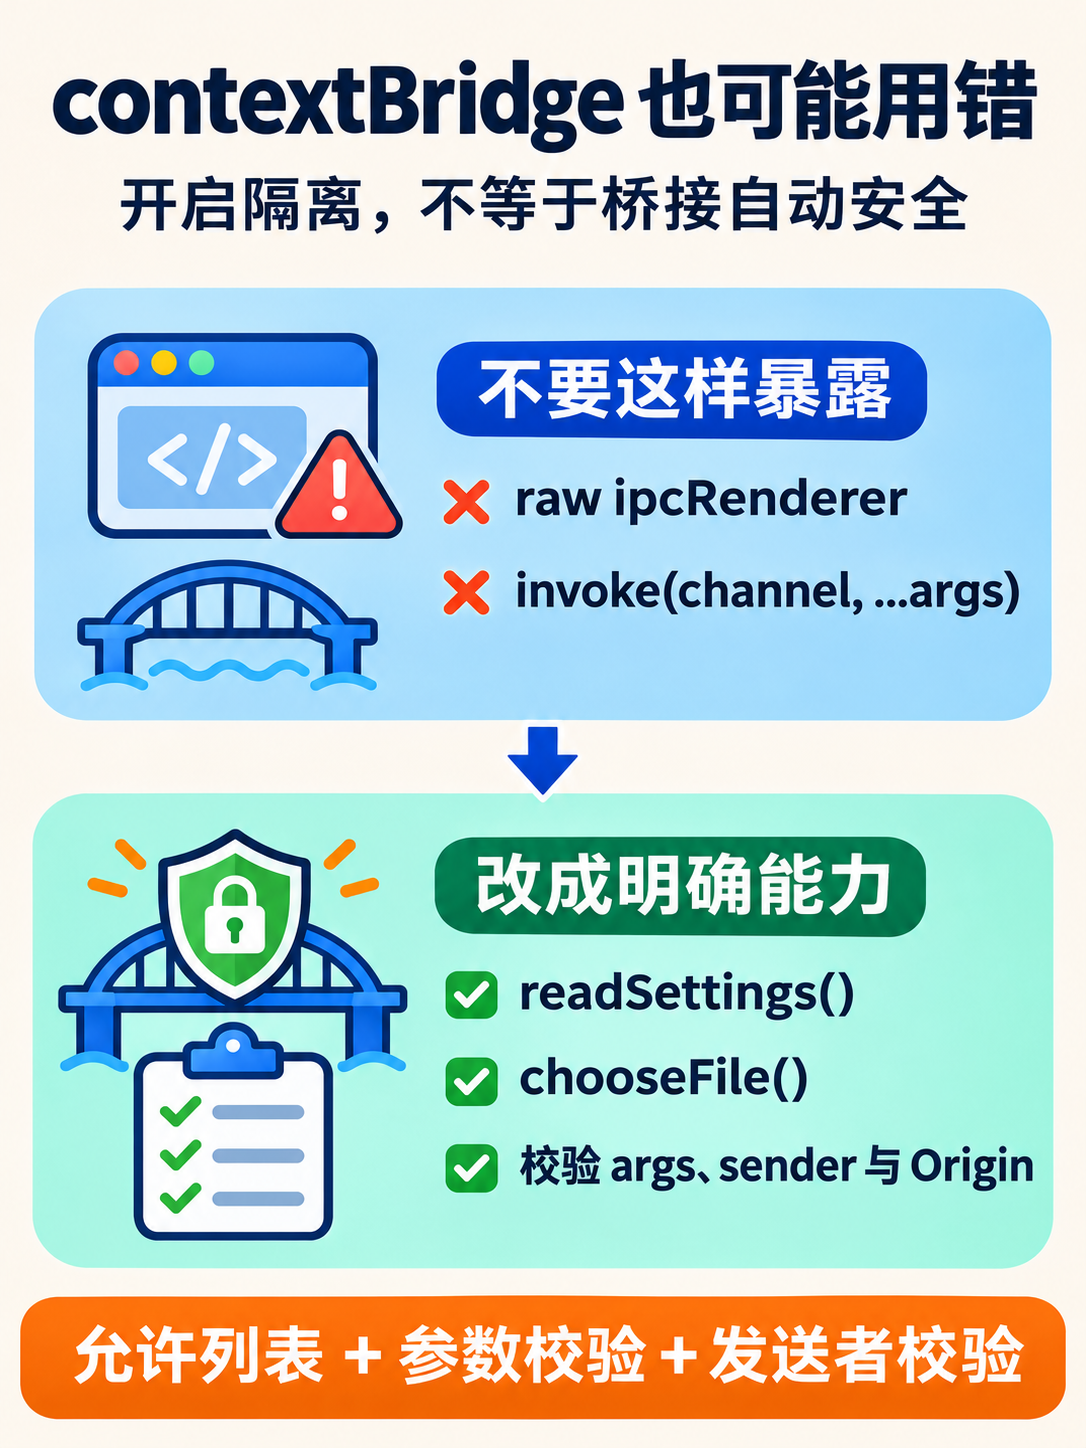 contextBridge 也可能用错
开启隔离，不等于桥接自动安全
</>
不要这样暴露
raw ipcRenderer
invoke(channel, ...args)
改成明确能力
readSettings()
chooseFile()
校验 args、sender 与 Origin
允许列表 + 参数校验 + 发送者校验